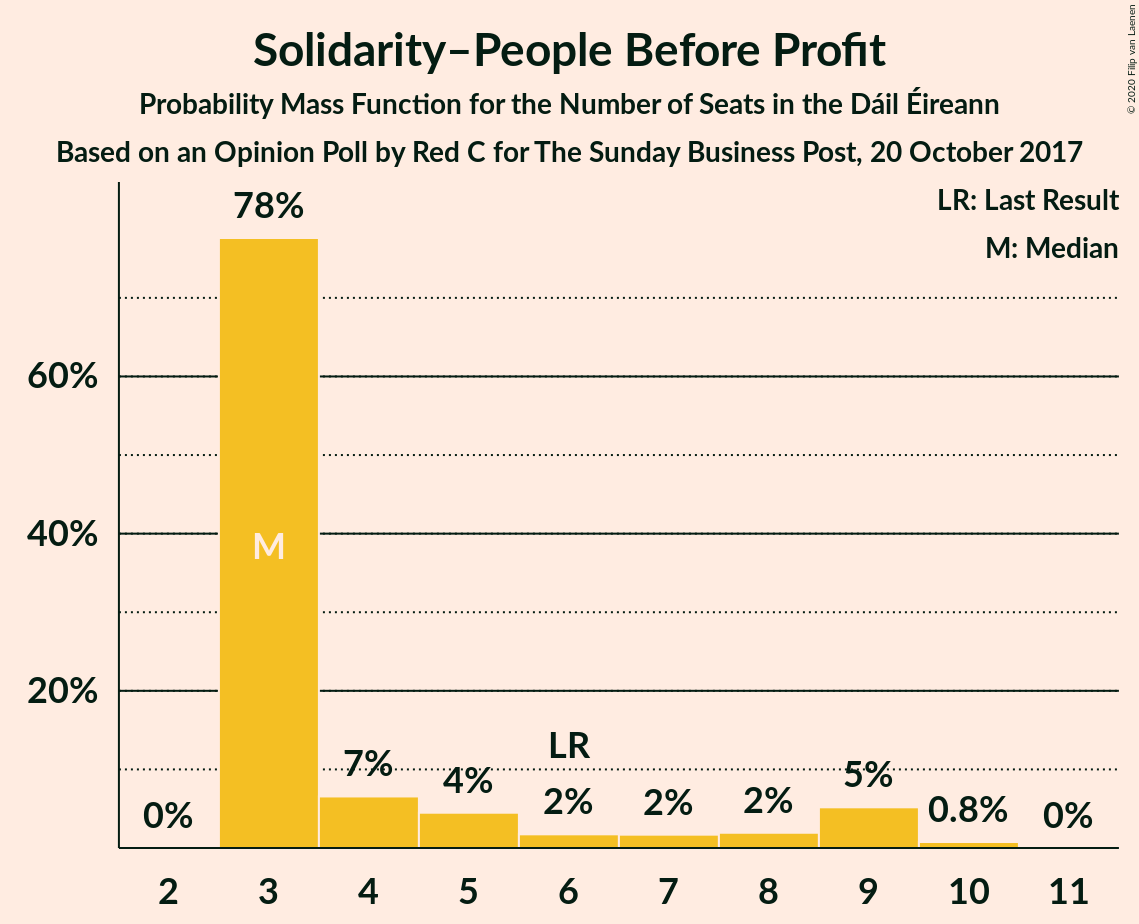 Solidarity–People Before Profit
Probability Mass Function for the Number of Seats in the Dáil Éireann
Based on an Opinion Poll by Red C for The Sunday Business Post, 20 October 2017
© 2020 Filip van Laenen
LR: Last Result
M: Median
78%
60%
40%
20%
M
LR
0%
7%
4%
2%
2%
2%
5%
0.8%
0%
2 3 4 5 6 7 8 9 10 11